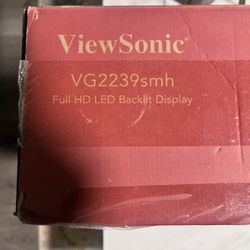 ViewSonic®
VG2239smh
Full HD LED Backlit Display